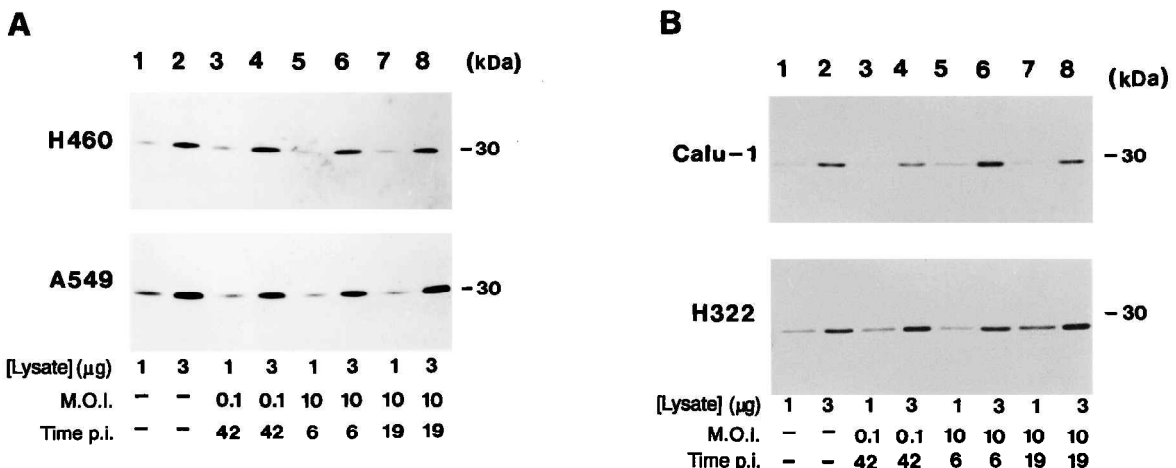 A
1 2 3 4 5 6 7 8 (kDa)
H460
-30
A549
-30
[Lysate] (µg) 1 3 1 3 1 3 1 3
M.O.I. – – 0.1 0.1 10 10 10 10
Time p.i. – – 42 42 6 6 19 19
B
1 2 3 4 5 6 7 8 (kDa)
Calu-1
-30
H322
-30
[Lysate] (µg) 1 3 1 3 1 3 1 3
M.O.I. – – 0.1 0.1 10 10 10 10
Time p.i. – – 42 42 6 6 19 19